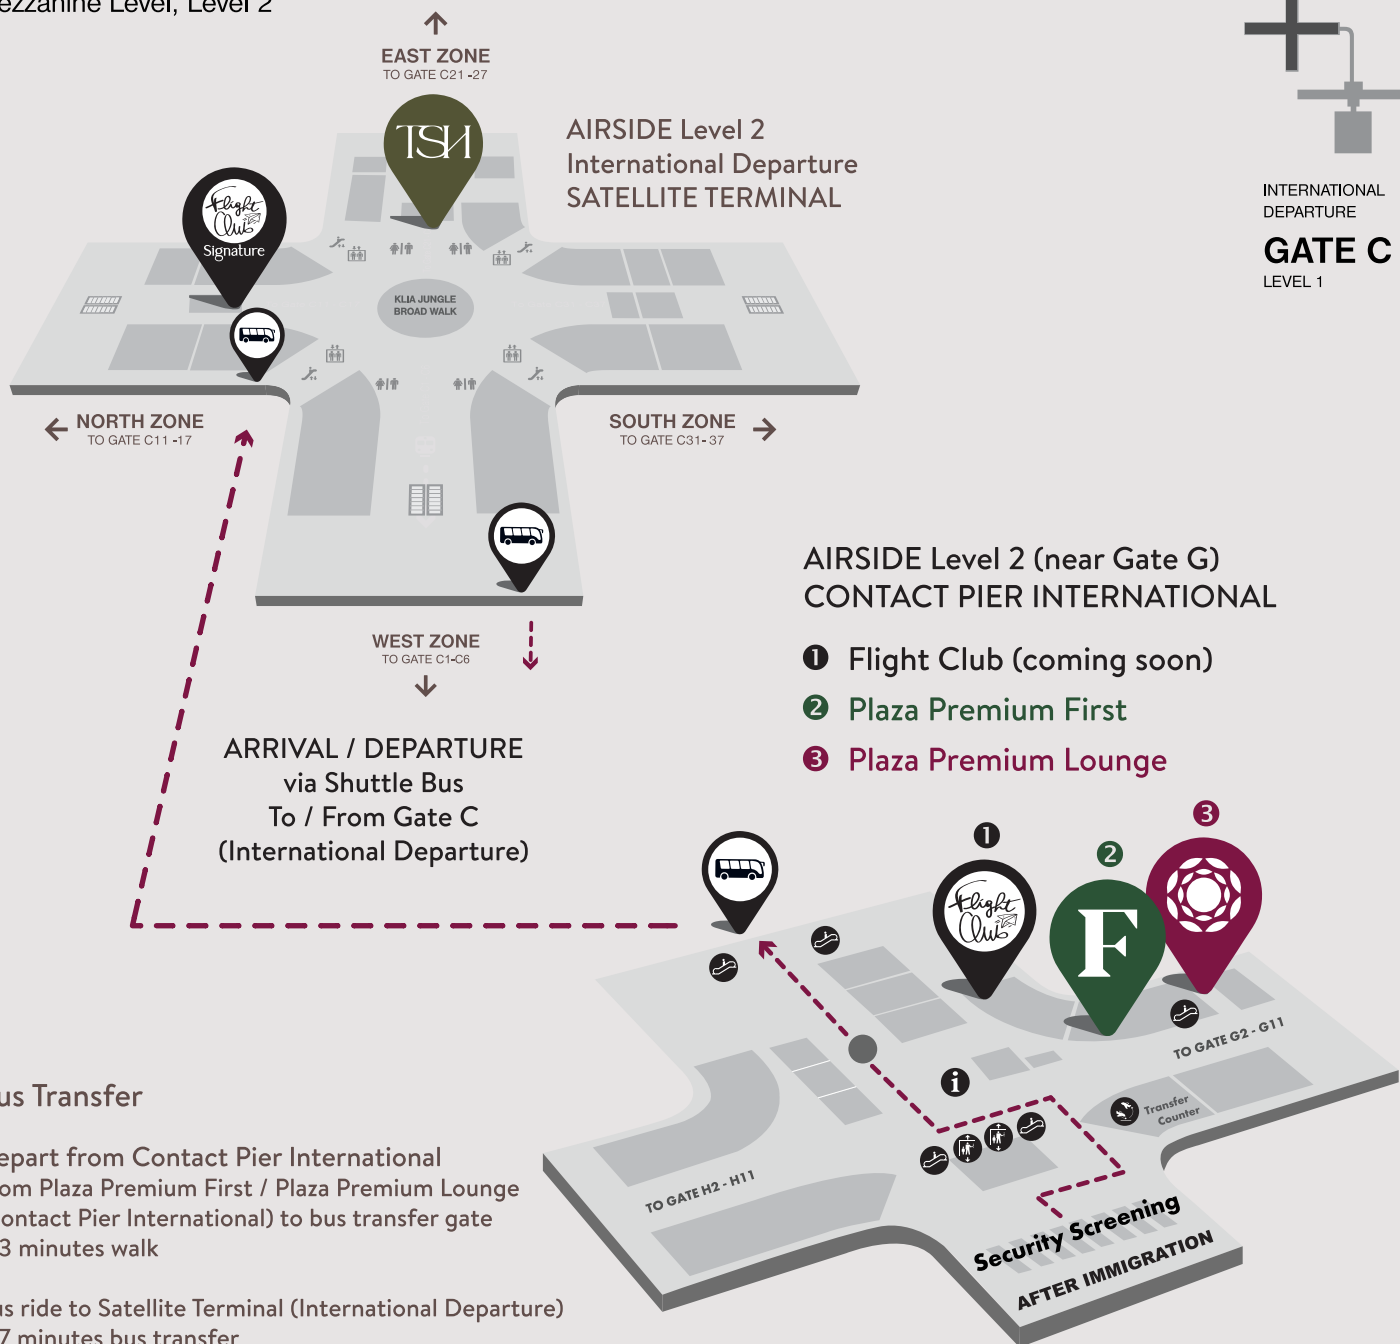 ezzanine Level, Level 2
EAST ZONE
TO GATE C21 -27
TSH
AIRSIDE Level 2
International Departure
SATELLITE TERMINAL
INTERNATIONAL
DEPARTURE
GATE C
LEVEL 1
Flight
Club
Signature
KLIA JUNGLE
BROAD WALK
NORTH ZONE
TO GATE C11 -17
SOUTH ZONE
TO GATE C31- 37
WEST ZONE
TO GATE C1-C6
ARRIVAL / DEPARTURE
via Shuttle Bus
To / From Gate C
(International Departure)
AIRSIDE Level 2 (near Gate G)
CONTACT PIER INTERNATIONAL
1 Flight Club (coming soon)
2 Plaza Premium First
3 Plaza Premium Lounge
1
2
3
Flight
Club
F
i
TO GATE G2 - G11
Transfer
Counter
TO GATE H2 - H11
Security Screening
AFTER IMMIGRATION
us Transfer
epart from Contact Pier International
om Plaza Premium First / Plaza Premium Lounge
ontact Pier International) to bus transfer gate
3 minutes walk
us ride to Satellite Terminal (International Departure)
7 minutes bus transfer